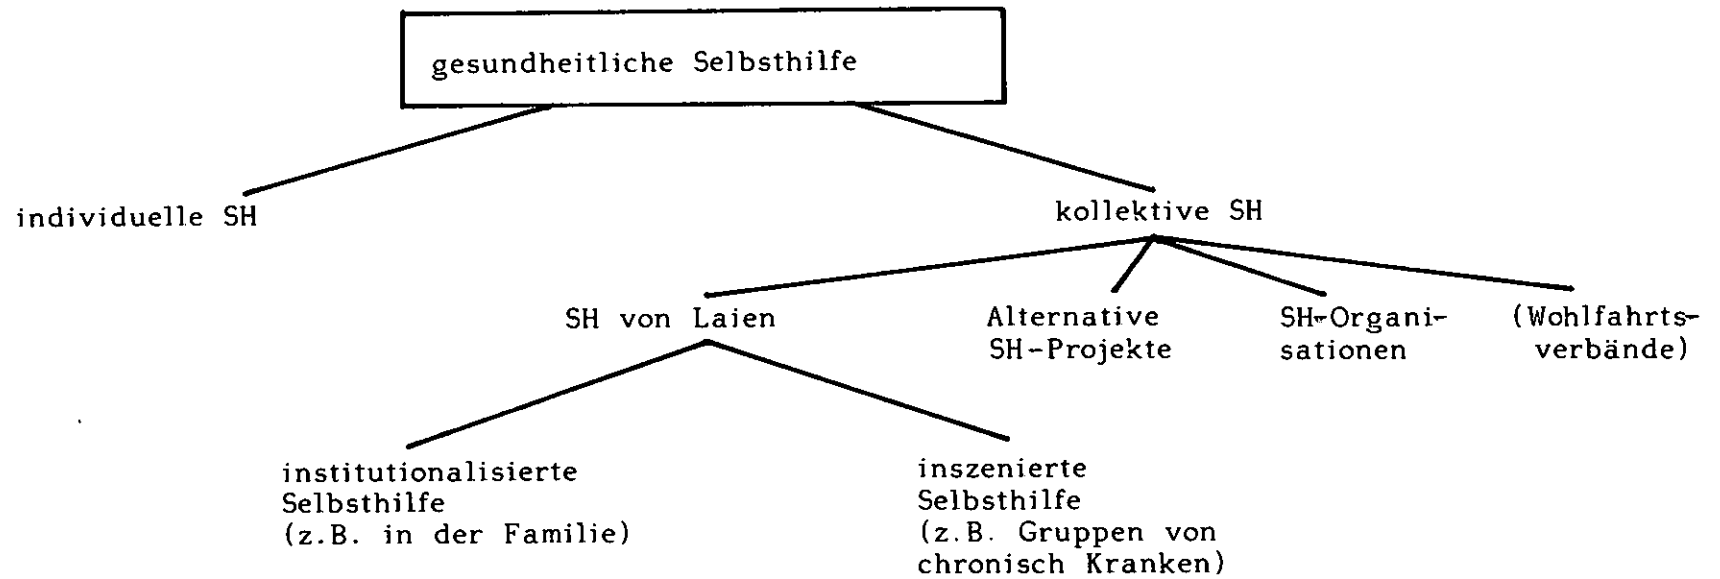 gesundheitliche Selbsthilfe
individuelle SH
kollektive SH
SH von Laien
Alternative
SH-Projekte
SH-Organi-
sationen
(Wohlfahrts-
verbände)
institutionalisierte
Selbsthilfe
(z.B. in der Familie)
inszenierte
Selbsthilfe
(z.B. Gruppen von
chronisch Kranken)